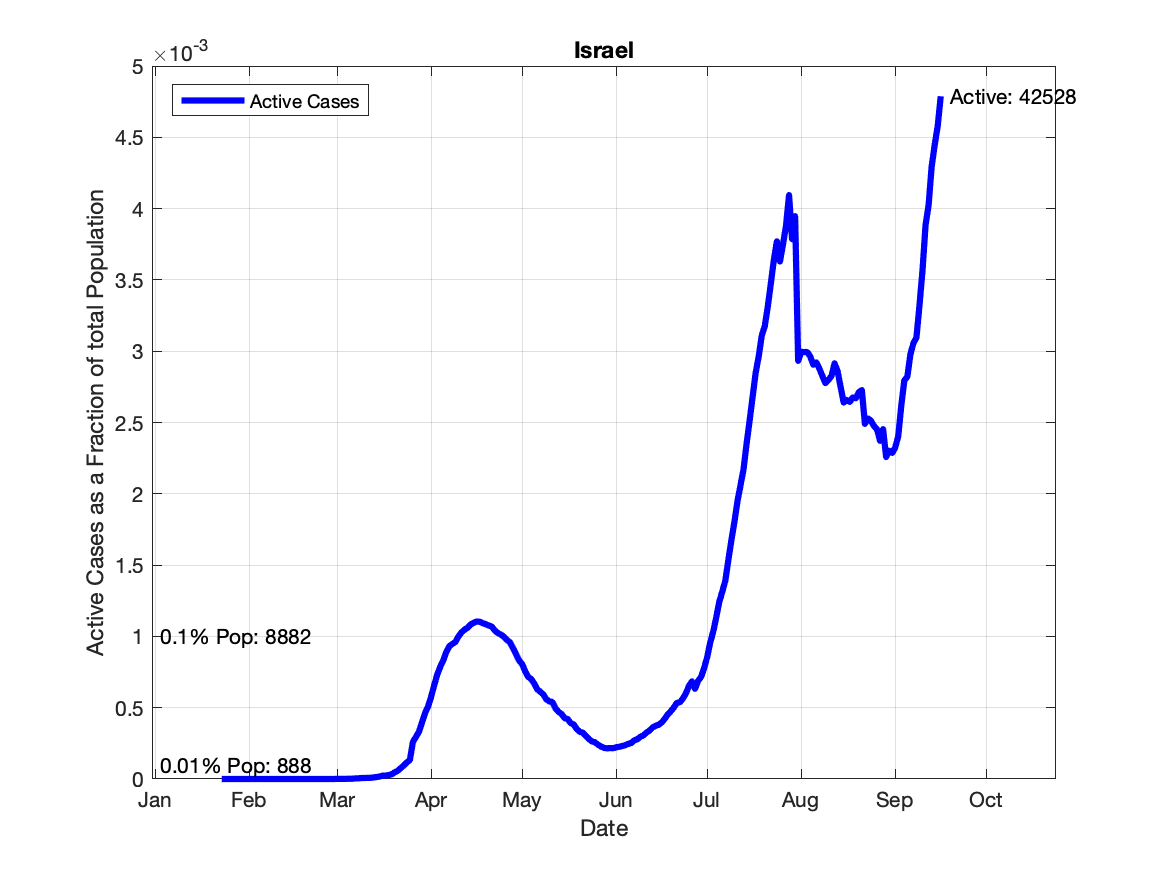 Israel
×10-3
5
4.5
4
3.5
3
2.5
2
1.5
1
0.5
0
Active Cases as a Fraction of total Population
Active Cases
Active: 42528
0.1% Pop: 8882
0.01% Pop: 888
Jan Feb Mar Apr May Jun Jul Aug Sep Oct
Date